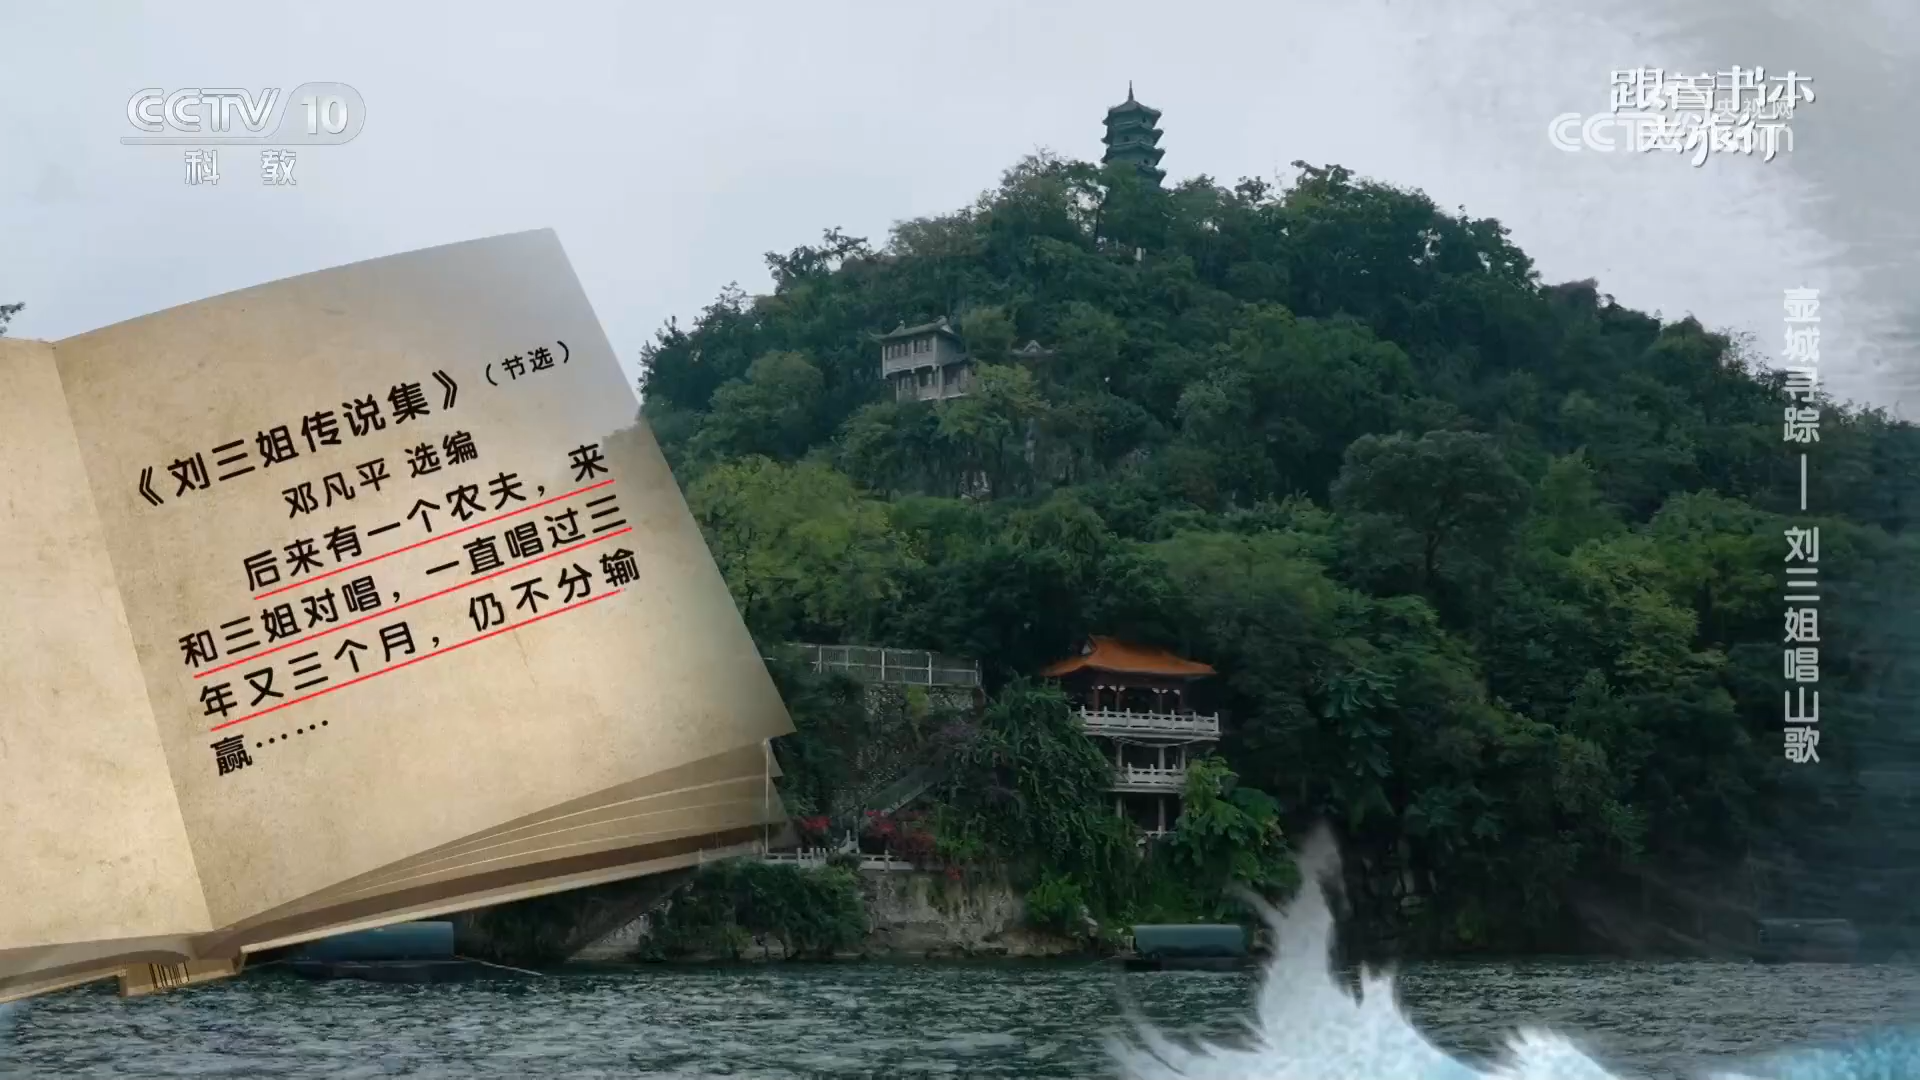 CCTV 10
科教
跟着书本
去旅行
央视网
《刘三姐传说集》（节选）
邓凡平 选编
后来有一个农夫，来
和三姐对唱，一直唱过三
年又三个月，仍不分输
赢……
壶城寻踪——刘三姐唱山歌